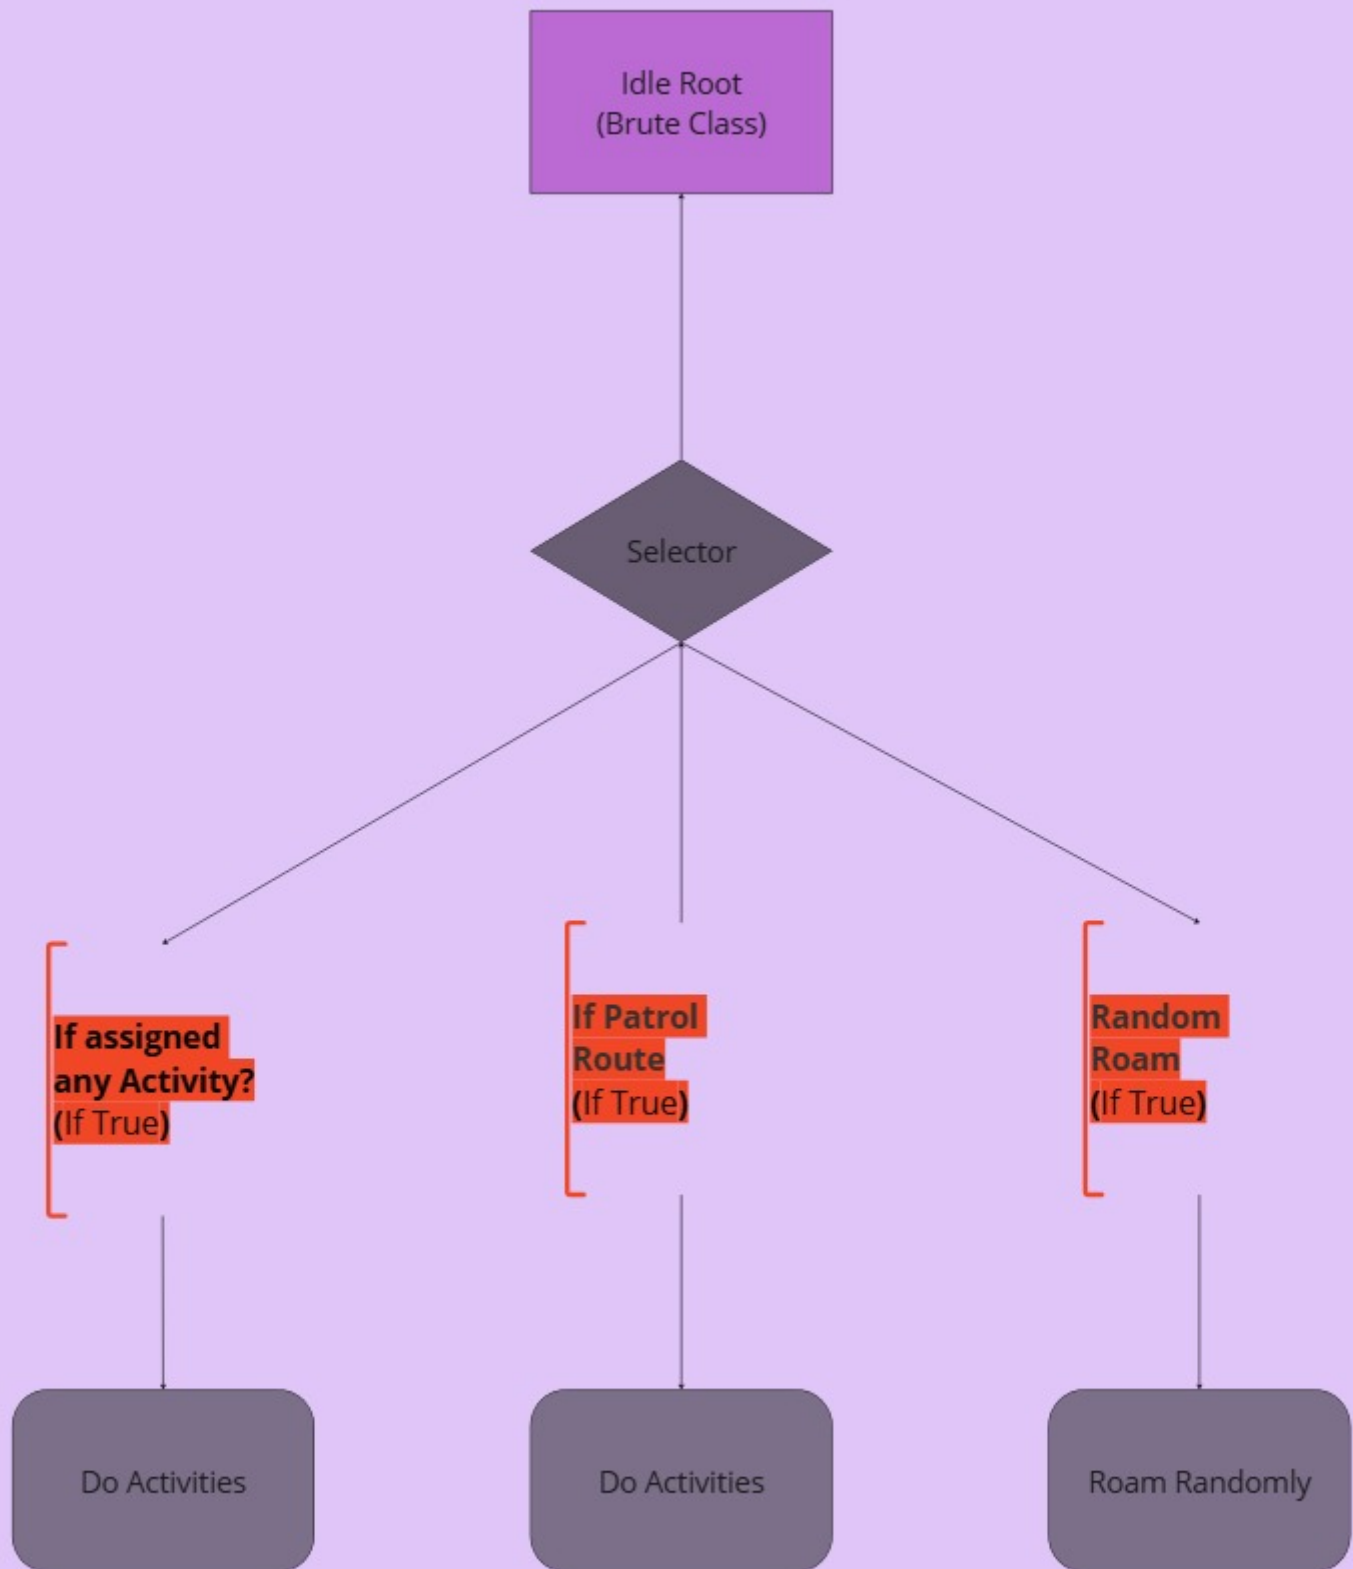 Idle Root
(Brute Class)
Selector
If assigned
any Activity?
(If True)
If Patrol
Route
(If True)
Random
Roam
(If True)
Do Activities
Do Activities
Roam Randomly